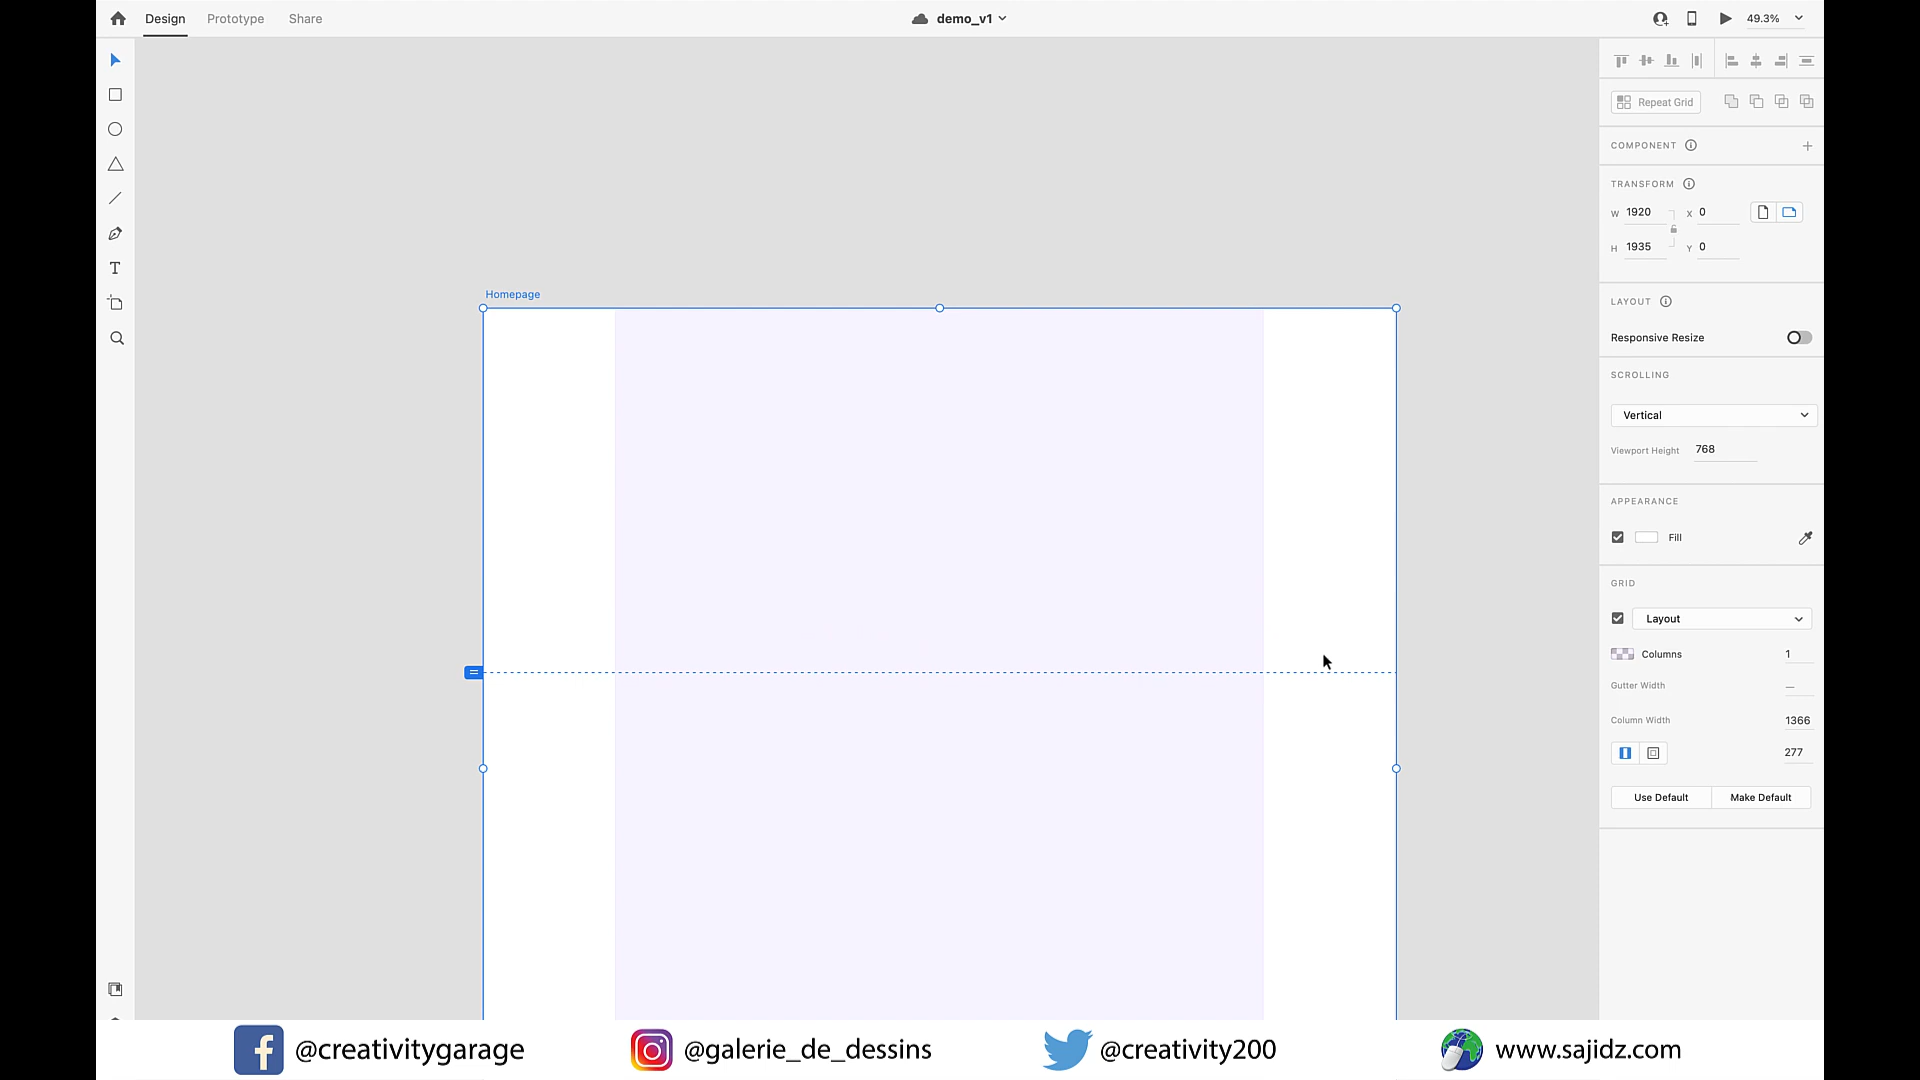 Design Prototype Share demo_v1 49.3%
Repeat Grid
COMPONENT
TRANSFORM
W 1920 X 0
H 1935 Y 0
Homepage
LAYOUT
Responsive Resize
SCROLLING
Vertical
Viewport Height 768
APPEARANCE
Fill
GRID
Layout
Columns 1
Gutter Width —
Column Width 1366
277
Use Default Make Default
@creativitygarage @galerie_de_dessins @creativity200 www.sajidz.com